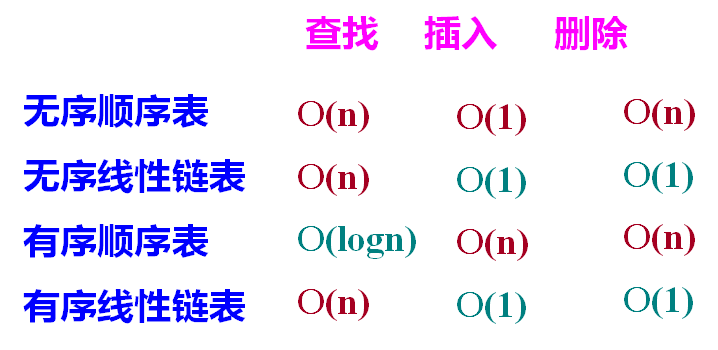 查找 插入 删除
无序顺序表 O(n) O(1) O(n)
无序线性链表 O(n) O(1) O(1)
有序顺序表 O(logn) O(n) O(n)
有序线性链表 O(n) O(1) O(1)